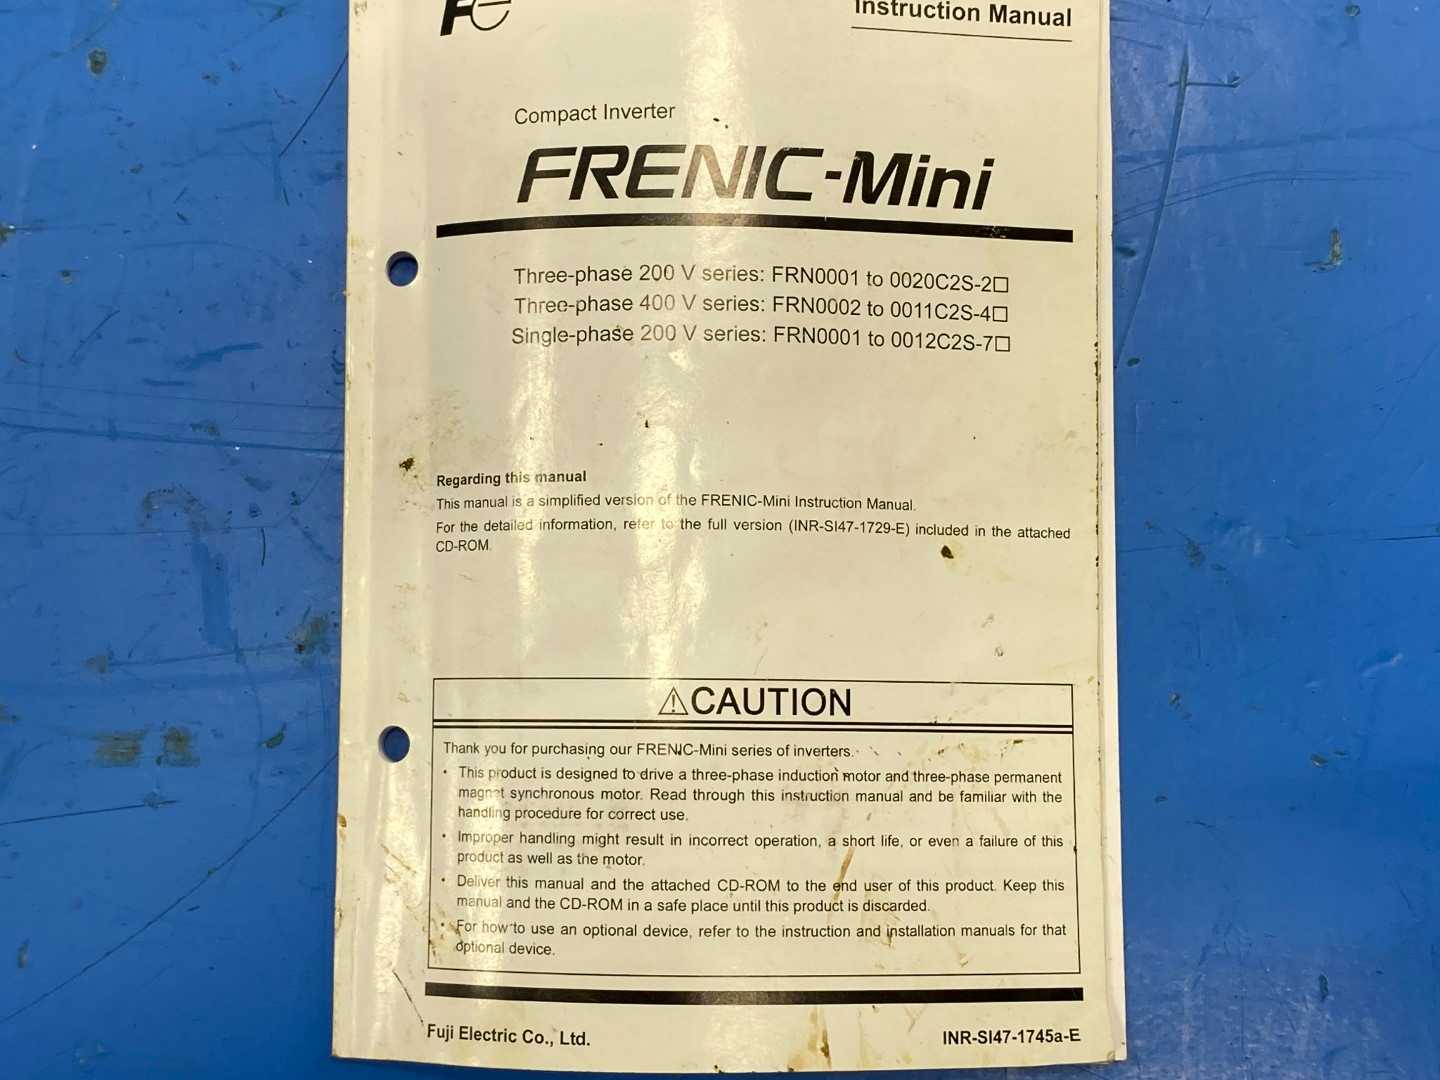 Fe
Instruction Manual
Compact Inverter
FRENIC-Mini
Three-phase 200 V series: FRN0001 to 0020C2S-2□
Three-phase 400 V series: FRN0002 to 0011C2S-4□
Single-phase 200 V series: FRN0001 to 0012C2S-7□
Regarding this manual
This manual is a simplified version of the FRENIC-Mini Instruction Manual.
For the detailed information, refer to the full version (INR-SI47-1729-E) included in the attached
CD-ROM.
⚠CAUTION
Thank you for purchasing our FRENIC-Mini series of inverters.
• This product is designed to drive a three-phase induction motor and three-phase permanent
magnet synchronous motor. Read through this instruction manual and be familiar with the
handling procedure for correct use.
• Improper handling might result in incorrect operation, a short life, or even a failure of this
product as well as the motor.
• Deliver this manual and the attached CD-ROM to the end user of this product. Keep this
manual and the CD-ROM in a safe place until this product is discarded.
• For how to use an optional device, refer to the instruction and installation manuals for that
optional device.
Fuji Electric Co., Ltd.
INR-SI47-1745a-E